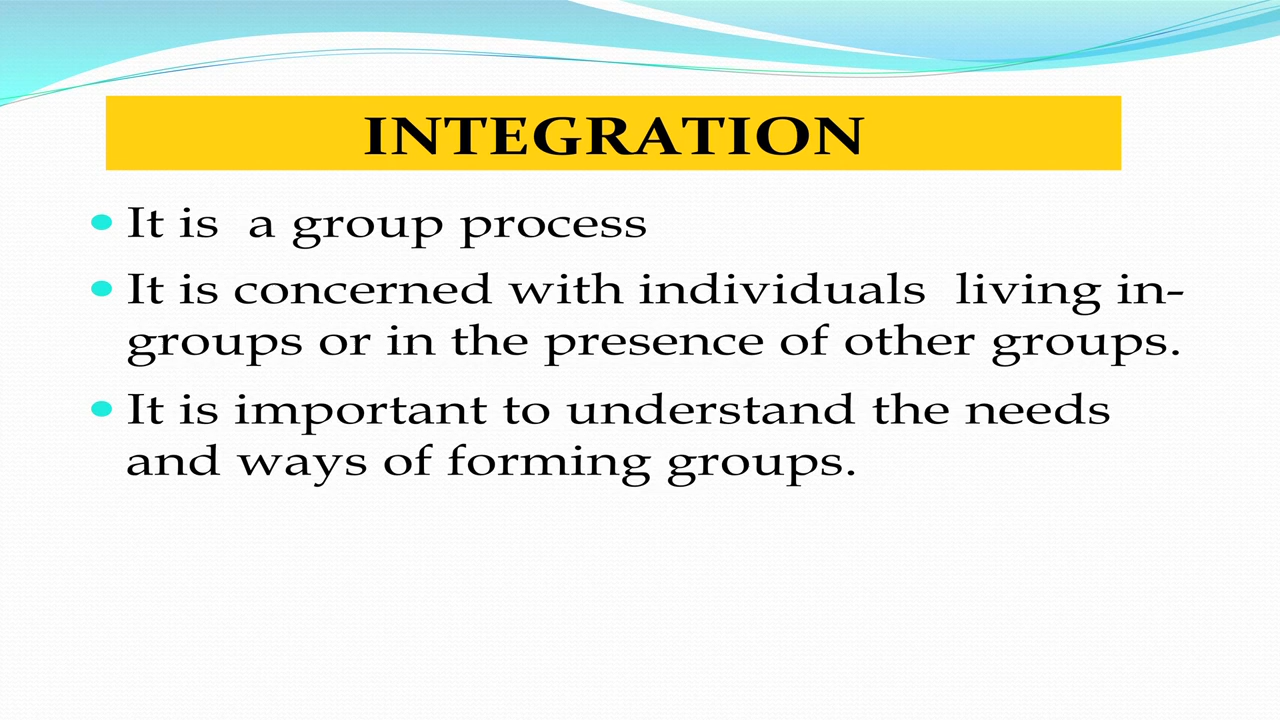 INTEGRATION
• It is  a group process
• It is concerned with individuals  living in-
groups or in the presence of other groups.
• It is important to understand the needs
and ways of forming groups.